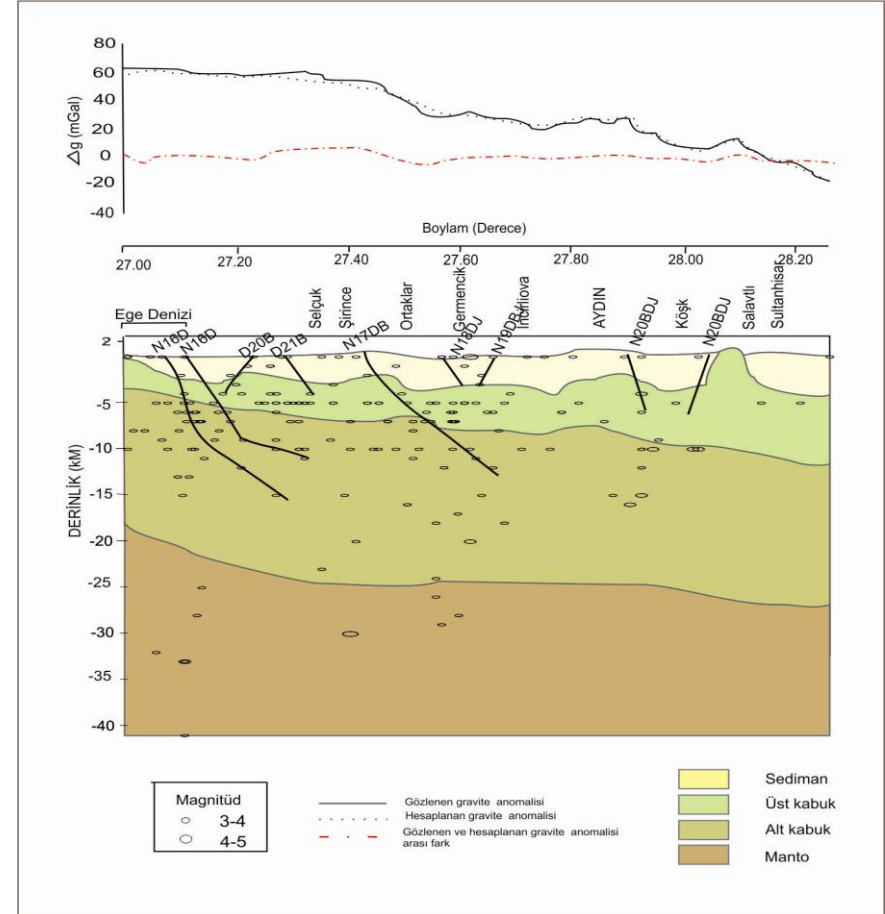 80
60
40
20
0
-20
-40
Δg (mGal)
Boylam (Derece)
27.00
27.20
27.40
27.60
27.80
28.00
28.20
Ege Denizi
Selçuk
Şirince
Ortaklar
Germencik
İncirliova
AYDIN
Köşk
Salavtlı
Sultanhisar
N16D
N16D
D20B
D21B
N17DB
N18DJ
N19DBJ
N20BDJ
N20BDJ
2
-5
-10
-15
-20
-25
-30
-35
-40
DERİNLİK (kM)
Magnitüd
3-4
4-5
Gözlenen gravite anomalisi
Hesaplanan gravite anomalisi
Gözlenen ve hesaplanan gravite anomalisi
arası fark
Sediman
Üst kabuk
Alt kabuk
Manto